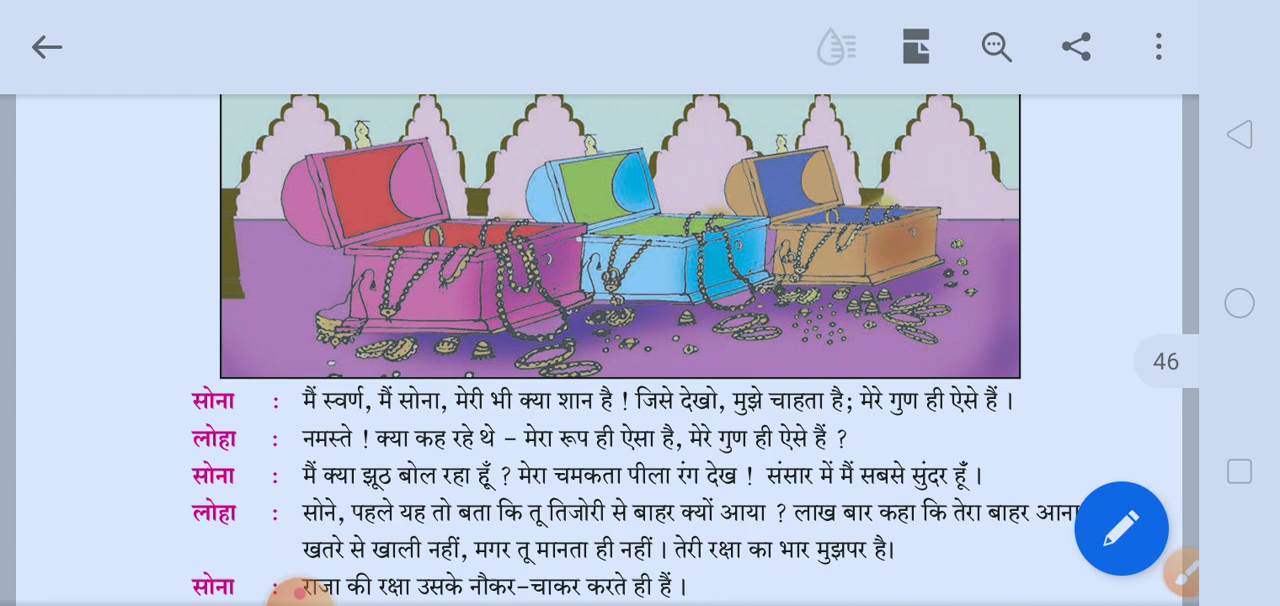 46
सोना : मैं स्वर्ण, मैं सोना, मेरी भी क्या शान है ! जिसे देखो, मुझे चाहता है; मेरे गुण ही ऐसे हैं ।
लोहा : नमस्ते ! क्या कह रहे थे - मेरा रूप ही ऐसा है, मेरे गुण ही ऐसे हैं ?
सोना : मैं क्या झूठ बोल रहा हूँ ? मेरा चमकता पीला रंग देख ! संसार में मैं सबसे सुंदर हूँ ।
लोहा : सोने, पहले यह तो बता कि तू तिजोरी से बाहर क्यों आया ? लाख बार कहा कि तेरा बाहर आना
खतरे से खाली नहीं, मगर तू मानता ही नहीं । तेरी रक्षा का भार मुझपर है।
सोना : राजा की रक्षा उसके नौकर-चाकर करते ही हैं ।